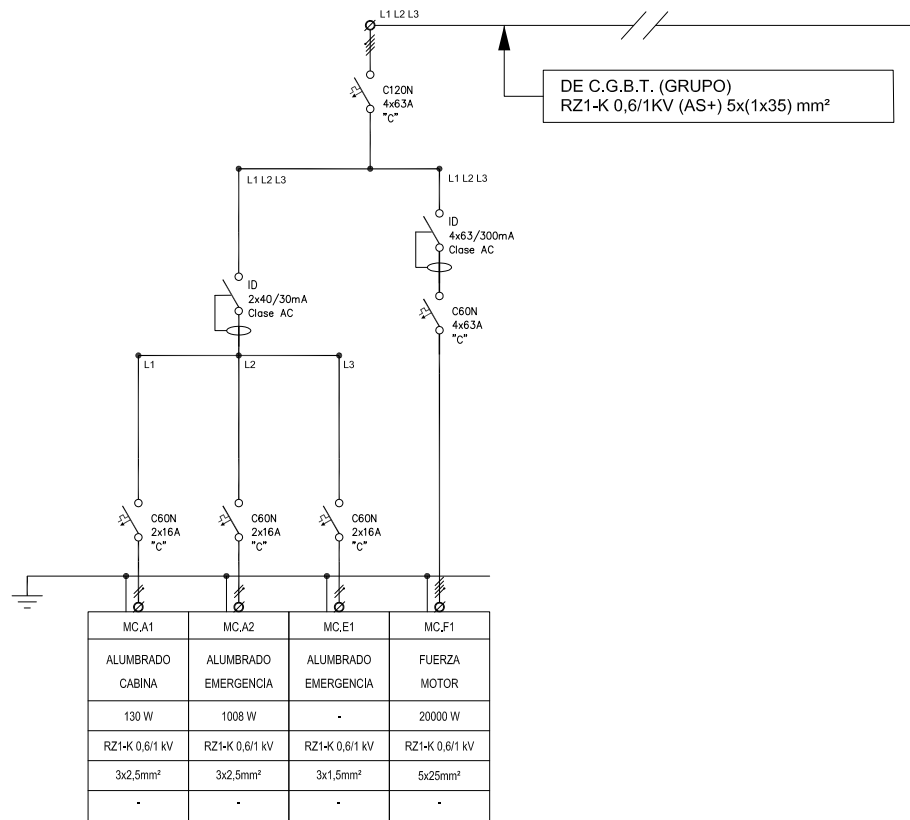 L1 L2 L3
C120N
4x63A
"C"
DE C.G.B.T. (GRUPO)
RZ1-K 0,6/1KV (AS+) 5x(1x35) mm²
L1 L2 L3
L1 L2 L3
ID
4x63/300mA
Clase AC
ID
2x40/30mA
Clase AC
C60N
4x63A
"C"
L1
L2
L3
C60N
2x16A
"C"
C60N
2x16A
"C"
C60N
2x16A
"C"
MC.A1 MC.A2 MC.E1 MC.F1
ALUMBRADO ALUMBRADO ALUMBRADO FUERZA
CABINA EMERGENCIA EMERGENCIA MOTOR
130 W 1008 W - 20000 W
RZ1-K 0,6/1 kV RZ1-K 0,6/1 kV RZ1-K 0,6/1 kV RZ1-K 0,6/1 kV
3x2,5mm² 3x2,5mm² 3x1,5mm² 5x25mm²
- - - -